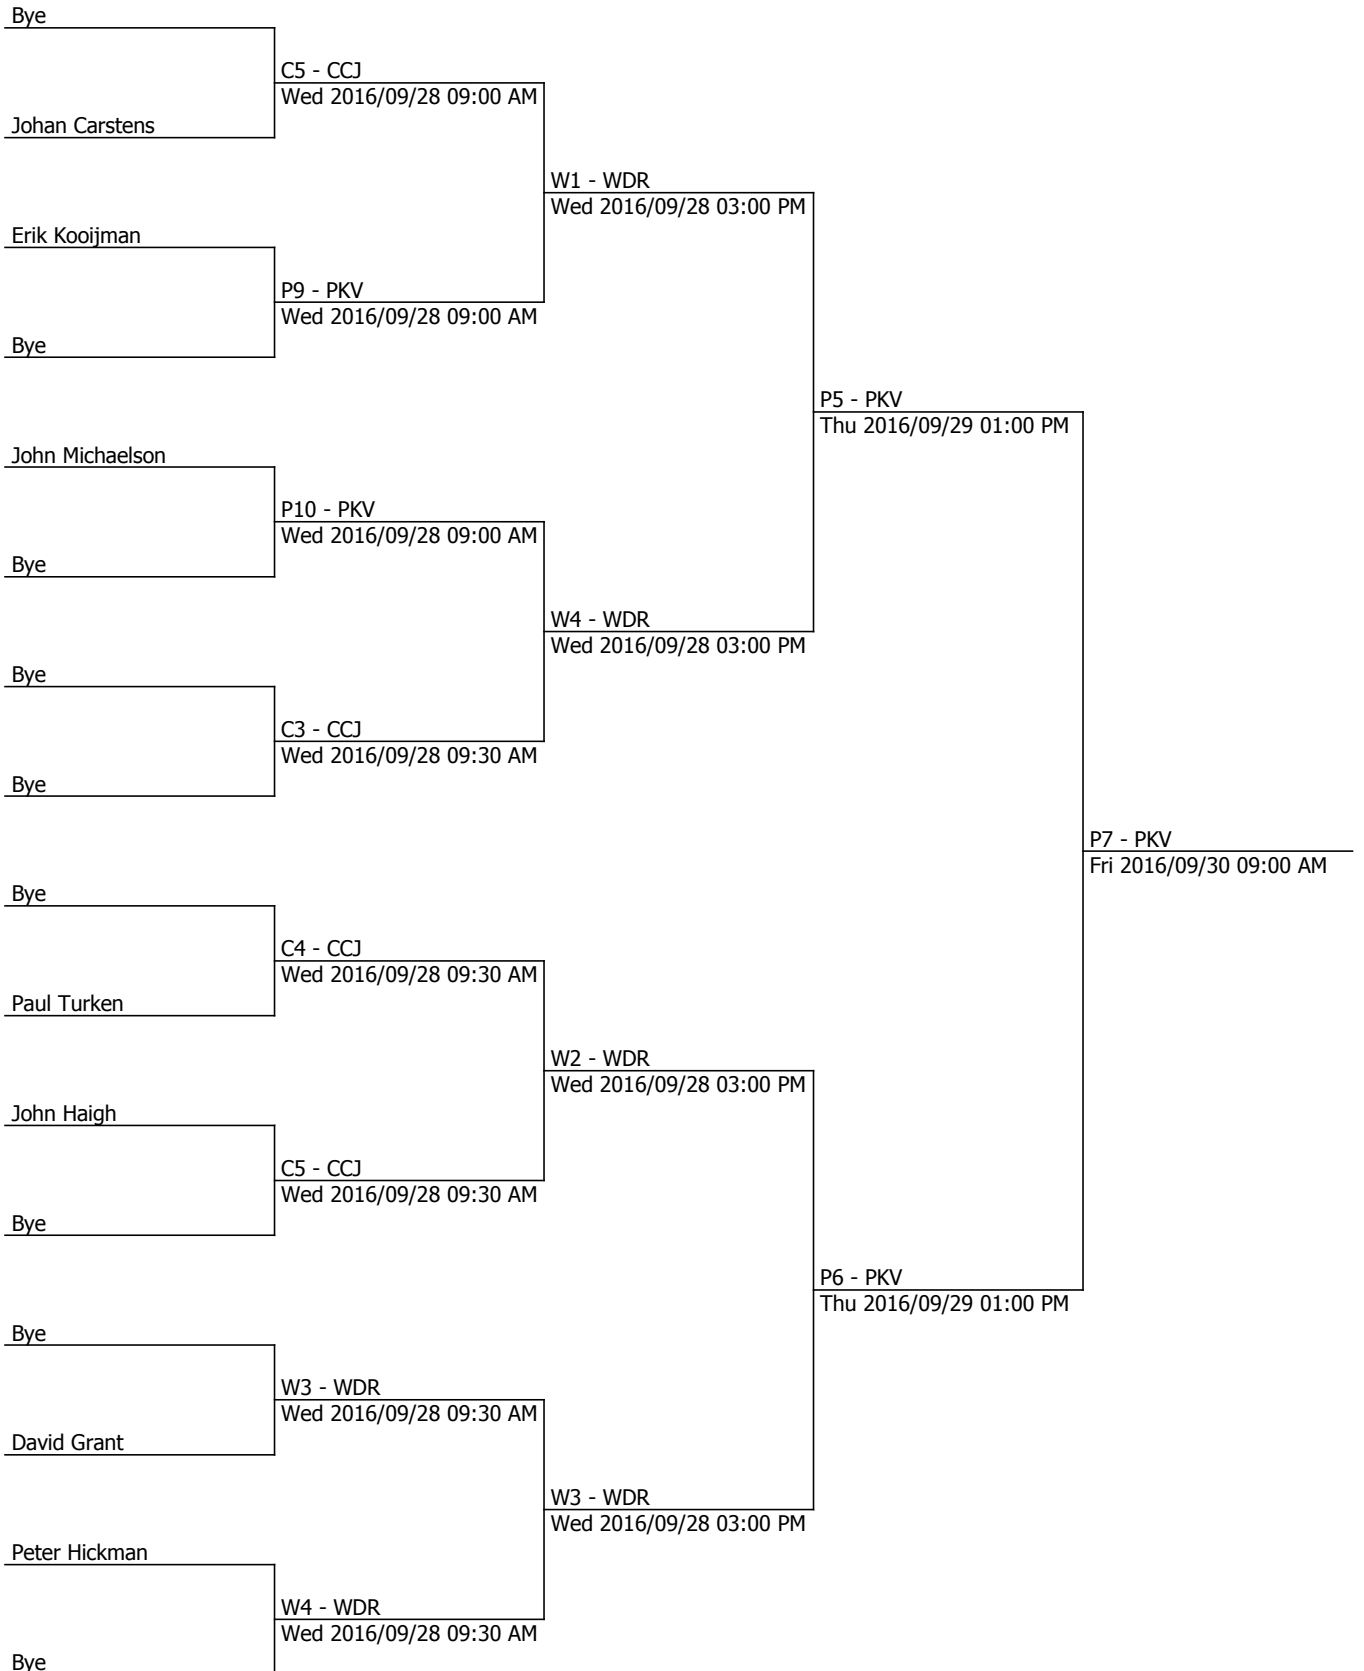 Bye
C5 - CCJ
Wed 2016/09/28 09:00 AM
Johan Carstens
W1 - WDR
Wed 2016/09/28 03:00 PM
Erik Kooijman
P9 - PKV
Wed 2016/09/28 09:00 AM
Bye
P5 - PKV
Thu 2016/09/29 01:00 PM
John Michaelson
P10 - PKV
Wed 2016/09/28 09:00 AM
Bye
W4 - WDR
Wed 2016/09/28 03:00 PM
Bye
C3 - CCJ
Wed 2016/09/28 09:30 AM
Bye
P7 - PKV
Fri 2016/09/30 09:00 AM
Bye
C4 - CCJ
Wed 2016/09/28 09:30 AM
Paul Turken
W2 - WDR
Wed 2016/09/28 03:00 PM
John Haigh
C5 - CCJ
Wed 2016/09/28 09:30 AM
Bye
P6 - PKV
Thu 2016/09/29 01:00 PM
Bye
W3 - WDR
Wed 2016/09/28 09:30 AM
David Grant
W3 - WDR
Wed 2016/09/28 03:00 PM
Peter Hickman
W4 - WDR
Wed 2016/09/28 09:30 AM
Bye